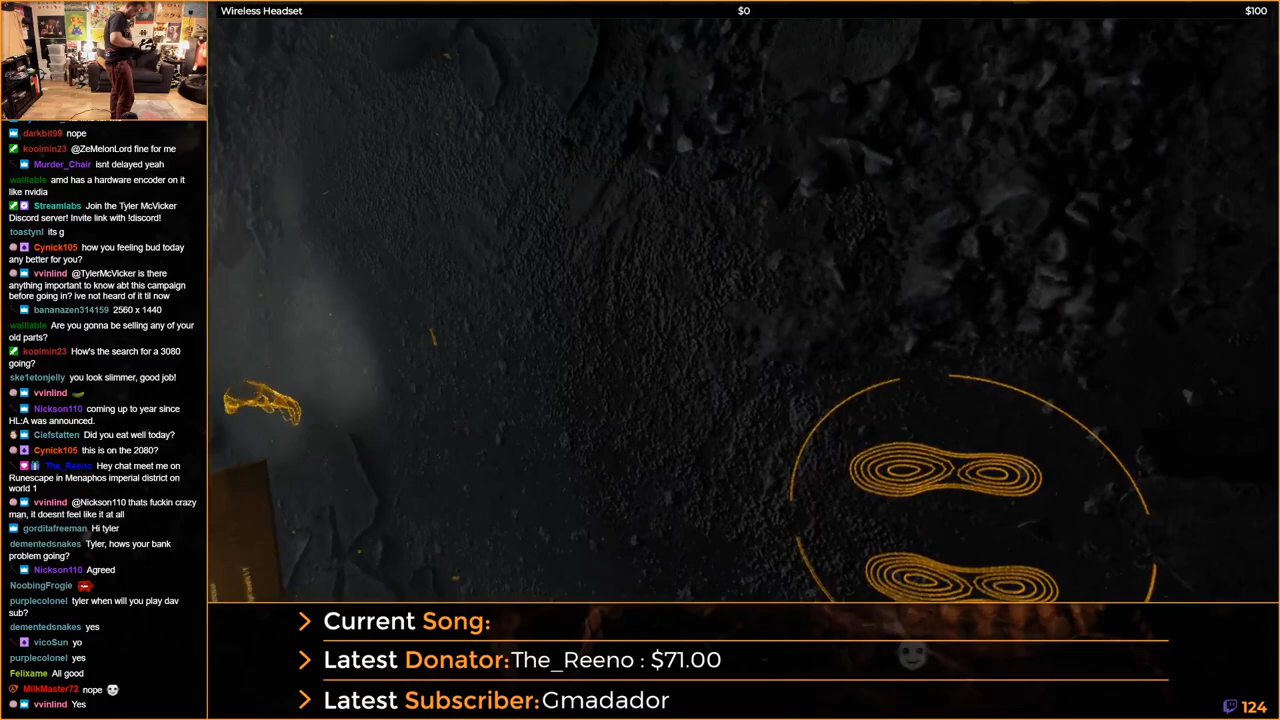 Wireless Headset
$0
$100
darkbit99 nope
koolmin23 @ZeMelonLord fine for me
Murder_Chair isnt delayed yeah
walllable amd has a hardware encoder on it
like nvidia
Streamlabs Join the Tyler McVicker
Discord server! Invite link with !discord!
toastynl its g
Cynick105 how you feeling bud today
any better for you?
vvinlind @TylerMcVicker is there
anything important to know abt this campaign
before going in? ive not heard of it til now
bananazen314159 2560 x 1440
walllable Are you gonna be selling any of your
old parts?
koolmin23 How's the search for a 3080
going?
ske1etonjelly you look slimmer, good job!
vvinlind
Nickson110 coming up to year since
HL:A was announced.
Ciefstatten Did you eat well today?
Cynick105 this is on the 2080?
The_Reeno Hey chat meet me on
Runescape in Menaphos imperial district on
world 1
vvinlind @Nickson110 thats fuckin crazy
man, it doesnt feel like it at all
gorditafreeman Hi tyler
dementedsnakes Tyler, hows your bank
problem going?
Nickson110 Agreed
NoobingFrogie
purplecolonel tyler when will you play dav
sub?
dementedsnakes yes
vicoSun yo
purplecolonel yes
Felixame All good
MilkMaster72 nope
vvinlind Yes
Current Song:
Latest Donator:The_Reeno : $71.00
Latest Subscriber:Gmadador
124